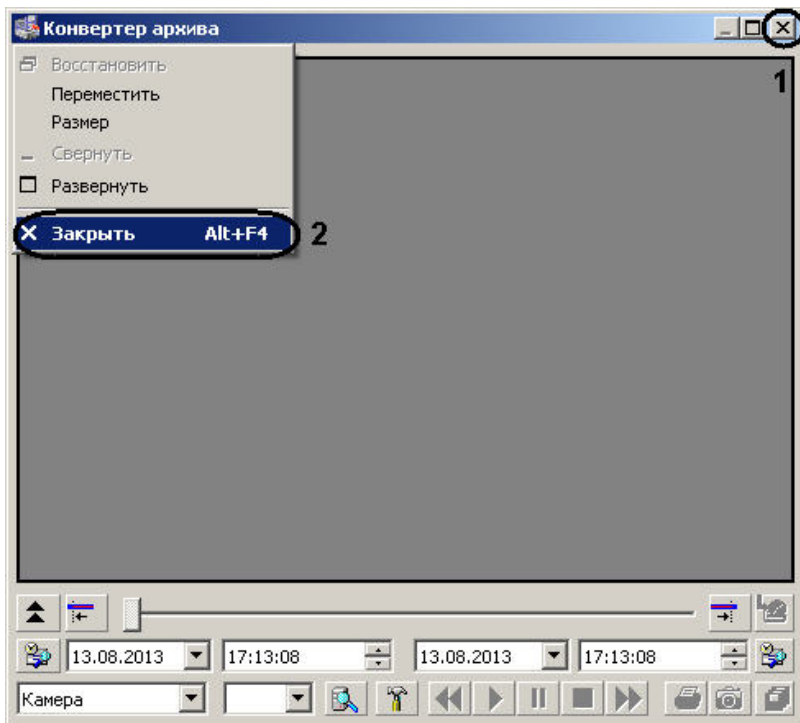 Конвертер архива
1
Восстановить
Переместить
Размер
Свернуть
Развернуть
Закрыть Alt+F4 2
13.08.2013 17:13:08 13.08.2013 17:13:08
Камера